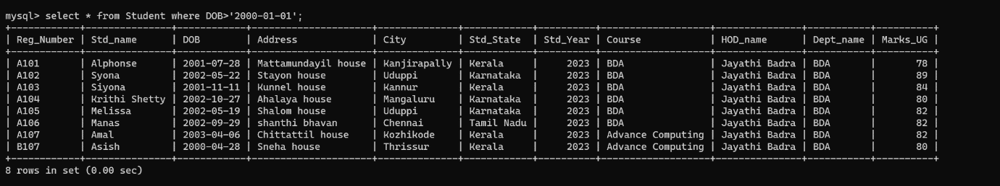 mysql> select * from Student where DOB>'2000-01-01';
+------------+---------------+------------+---------------------+--------------+------------+----------+-------------------+--------------+-----------+----------+
| Reg_Number | Std_name      | DOB        | Address             | City         | Std_State  | Std_Year | Course            | HOD_name     | Dept_name | Marks_UG |
+------------+---------------+------------+---------------------+--------------+------------+----------+-------------------+--------------+-----------+----------+
| A101       | Alphonse      | 2001-07-28 | Mattamundayil house | Kanjirapally | Kerala     |     2023 | BDA               | Jayathi Badra | BDA       |       78 |
| A102       | Syona         | 2002-05-22 | Stayon house        | Uduppi       | Karnataka  |     2023 | BDA               | Jayathi Badra | BDA       |       89 |
| A103       | Siyona        | 2001-11-11 | Kunnel house        | Kannur       | Kerala     |     2023 | BDA               | Jayathi Badra | BDA       |       84 |
| A104       | Krithi Shetty | 2002-10-27 | Ahalaya house       | Mangaluru    | Karnataka  |     2023 | BDA               | Jayathi Badra | BDA       |       80 |
| A105       | Melissa       | 2002-05-19 | Shalom house        | Uduppi       | Karnataka  |     2023 | BDA               | Jayathi Badra | BDA       |       82 |
| A106       | Manas         | 2002-09-29 | shanthi bhavan      | Chennai      | Tamil Nadu |     2023 | BDA               | Jayathi Badra | BDA       |       82 |
| A107       | Amal          | 2003-04-06 | Chittattil house    | Kozhikode    | Kerala     |     2023 | Advance Computing | Jayathi Badra | BDA       |       82 |
| B107       | Asish         | 2000-04-28 | Sneha house         | Thrissur     | Kerala     |     2023 | Advance Computing | Jayathi Badra | BDA       |       80 |
+------------+---------------+------------+---------------------+--------------+------------+----------+-------------------+--------------+-----------+----------+
8 rows in set (0.00 sec)